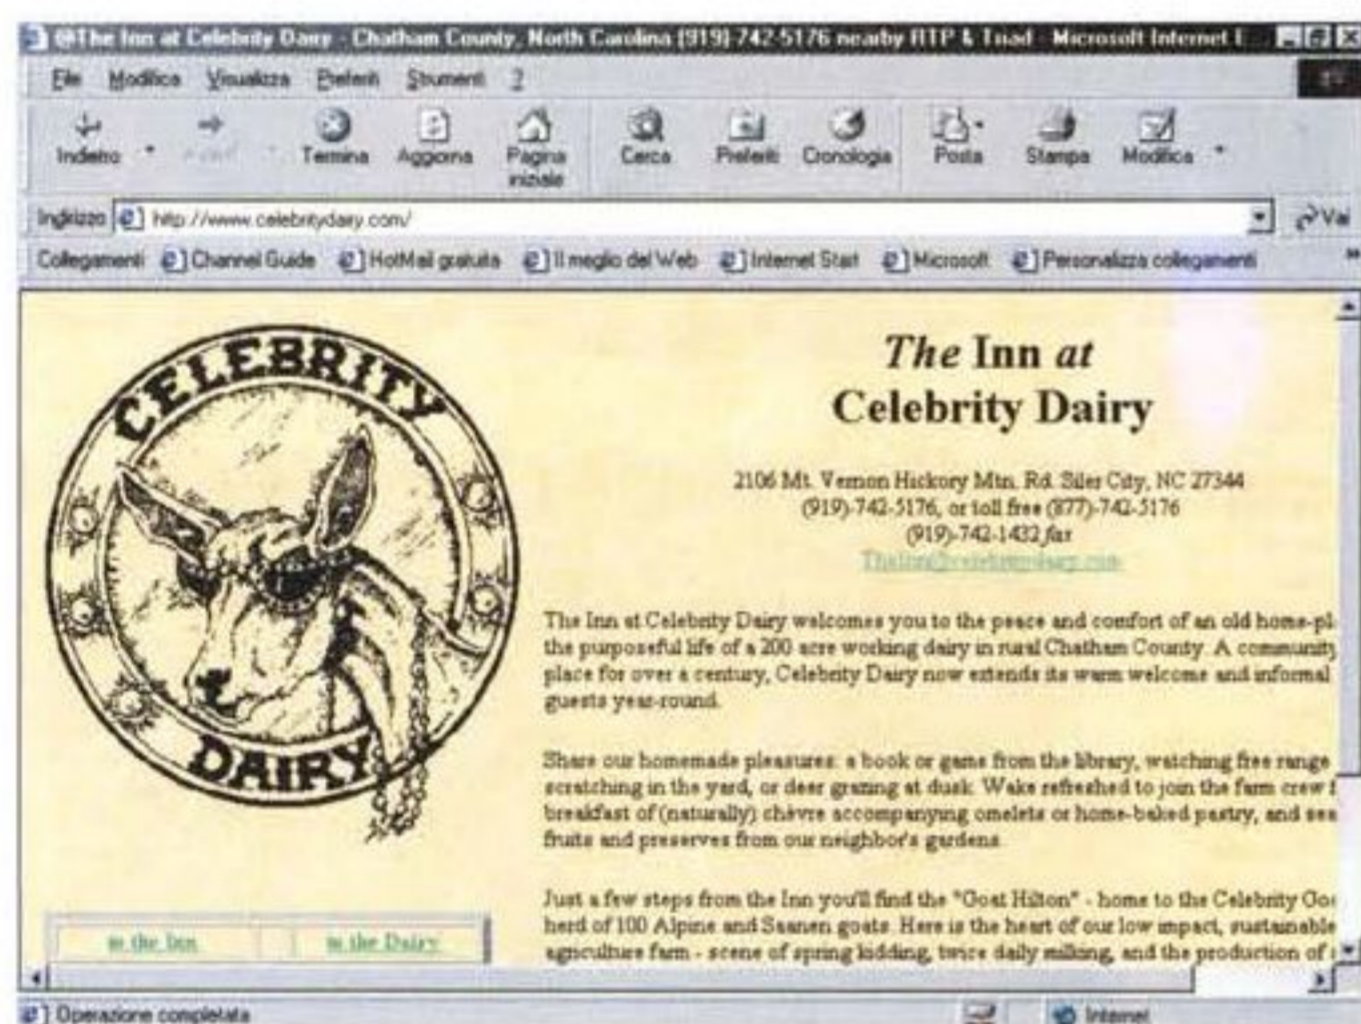 @The Inn at Celebrity Dairy - Chatham County, North Carolina (919)-742-5176 nearby RTP & Triad - Microsoft Internet E...
File Modifica Visualizza Preferiti Strumenti ?
Indietro Avanti Termina Aggiorna Pagina iniziale Cerca Preferiti Cronologia Posta Stampa Modifica
Indirizzo http://www.celebritydairy.com/ Vai
Collegamenti Channel Guide HotMail gratuita Il meglio del Web Internet Start Microsoft Personalizza collegamenti
CELEBRITY
DAIRY
The Inn at
Celebrity Dairy
2106 Mt. Vernon Hickory Mtn. Rd. Siler City, NC 27344
(919)-742-5176, or toll free (877)-742-5176
(919)-742-1432 fax
TheInn@celebritydairy.com
The Inn at Celebrity Dairy welcomes you to the peace and comfort of an old home-pl
the purposeful life of a 200 acre working dairy in rural Chatham County. A community
place for over a century, Celebrity Dairy now extends its warm welcome and informal
guests year-round.
Share our homemade pleasures: a book or game from the library, watching free range
scratching in the yard, or deer grazing at dusk. Wake refreshed to join the farm crew f
breakfast of (naturally) chèvre accompanying omelets or home-baked pastry, and sea
fruits and preserves from our neighbor's gardens.
Just a few steps from the Inn you'll find the "Goat Hilton" - home to the Celebrity Goa
herd of 100 Alpine and Saanen goats. Here is the heart of our low impact, sustainable
agriculture farm - scene of spring kidding, twice daily milking, and the production of
in the Inn in the Dairy
Operazione completata Internet